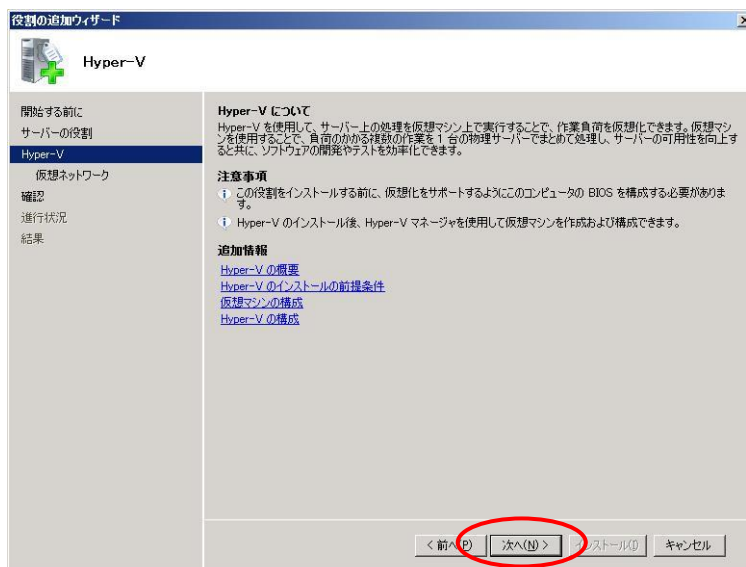 役割の追加ウィザード
Hyper-V
開始する前に
サーバーの役割
Hyper-V
仮想ネットワーク
確認
進行状況
結果
Hyper-V について
Hyper-V を使用して、サーバー上の処理を仮想マシン上で実行することで、作業負荷を仮想化できます。仮想マシ
ンを使用することで、負荷のかかる複数の作業を 1 台の物理サーバーでまとめて処理し、サーバーの可用性を向上す
ると共に、ソフトウェアの開発やテストを効率化できます。
注意事項
この役割をインストールする前に、仮想化をサポートするようにこのコンピュータの BIOS を構成する必要がありま
す。
Hyper-V のインストール後、Hyper-V マネージャを使用して仮想マシンを作成および構成できます。
追加情報
Hyper-V の概要
Hyper-V のインストールの前提条件
仮想マシンの構成
Hyper-V の構成
< 前へ(P) 次へ(N) > インストール(I) キャンセル